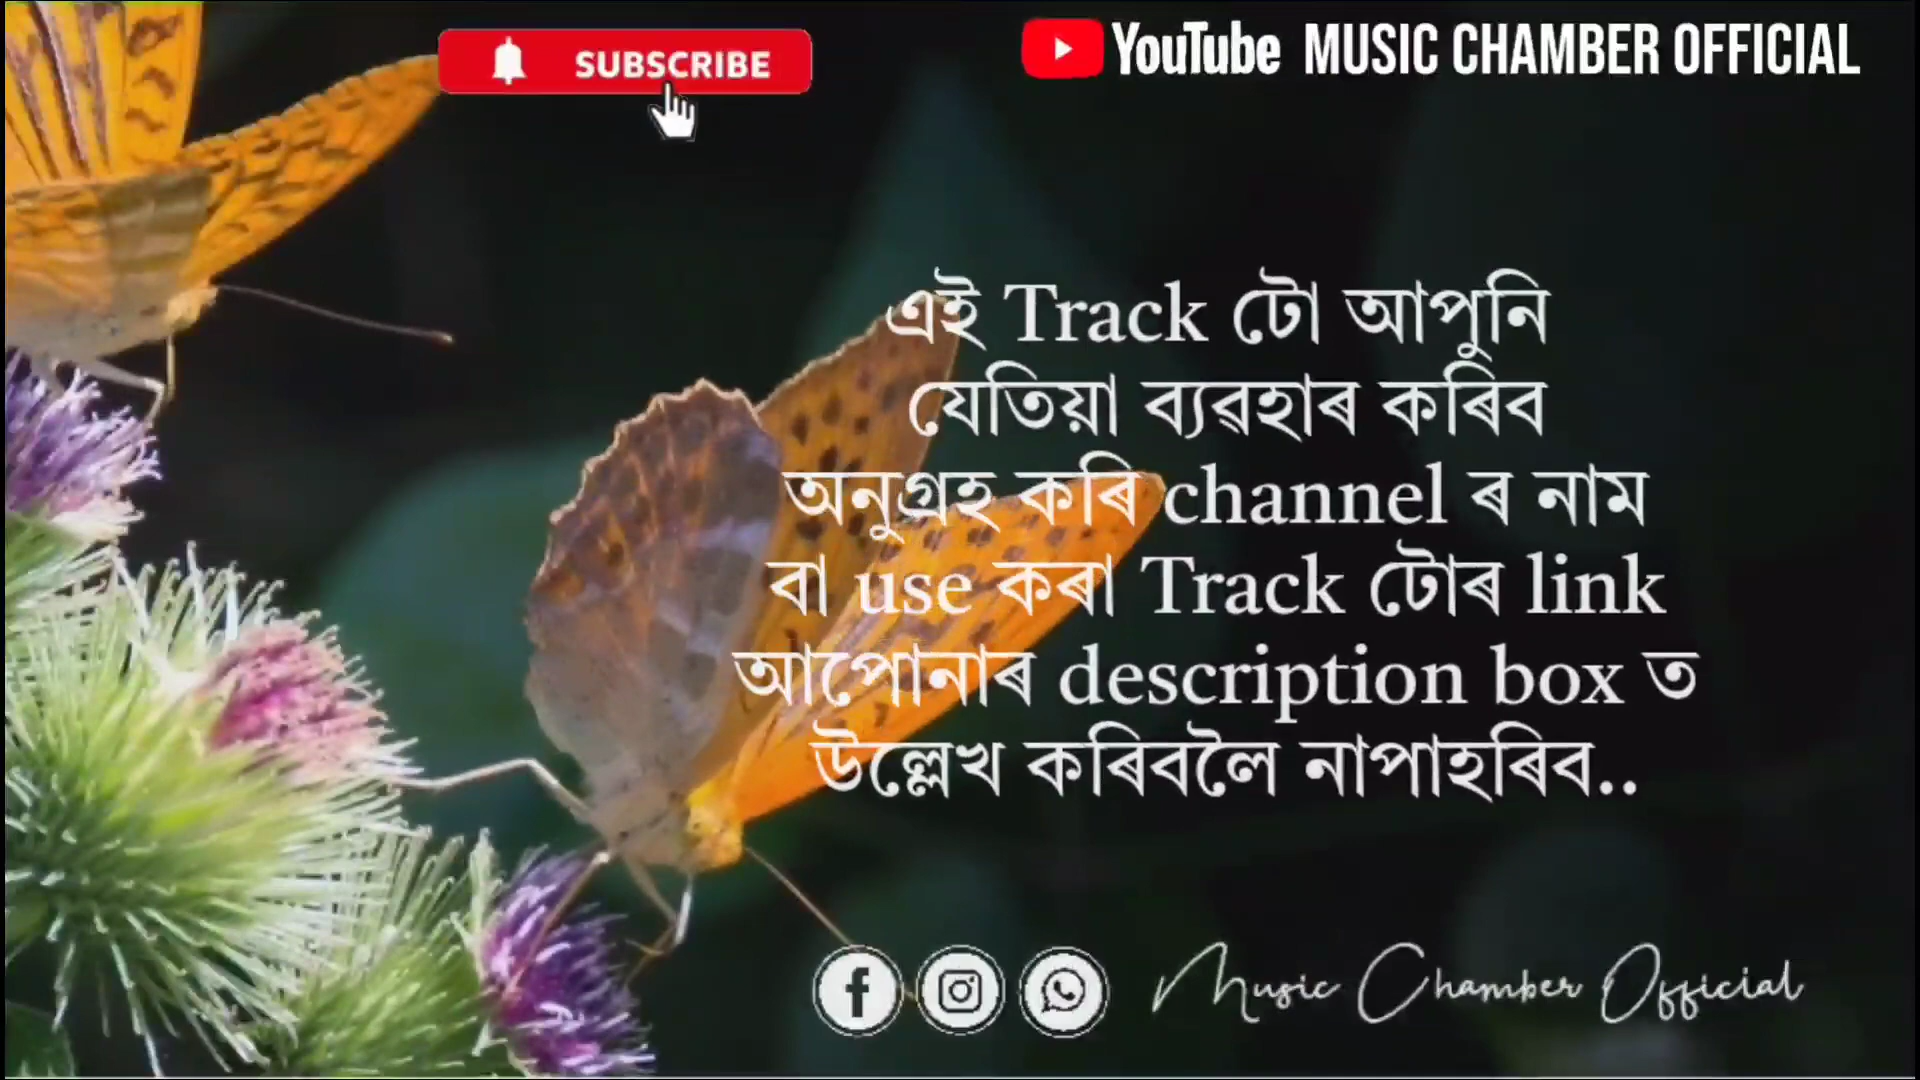 SUBSCRIBE
YouTube MUSIC CHAMBER OFFICIAL
এই Track টো আপুনি
যেতিয়া ব্যৱহাৰ কৰিব
অনুগ্ৰহ কৰি channel ৰ নাম
বা use কৰা Track টোৰ link
আপোনাৰ description box ত
উল্লেখ কৰিবলৈ নাপাহৰিব..
Music Chamber Official